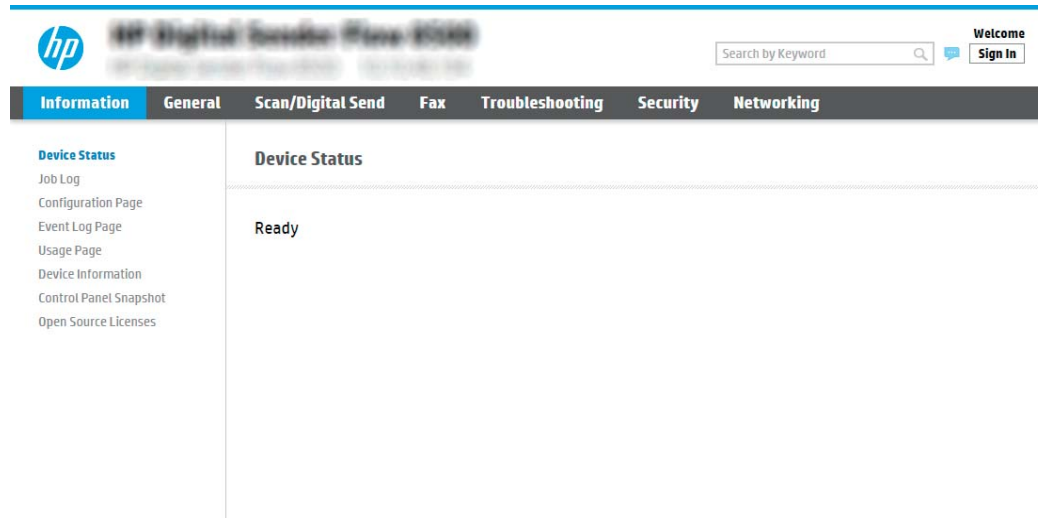 hp
Welcome
Search by Keyword
Sign In
Information General Scan/Digital Send Fax Troubleshooting Security Networking
Device Status
Job Log
Configuration Page
Event Log Page
Usage Page
Device Information
Control Panel Snapshot
Open Source Licenses
Device Status
Ready